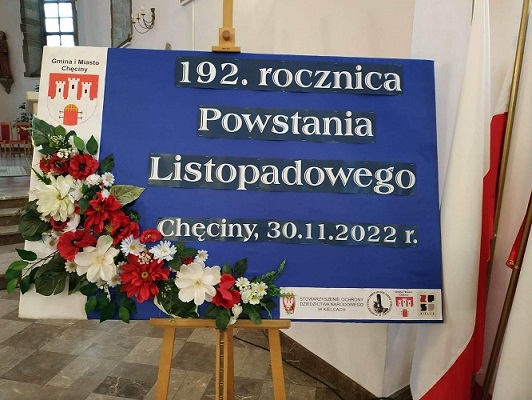 Gmina i Miasto
Chęciny
192. rocznica
Powstania
Listopadowego
Chęciny, 30.11.2022 r.
STOWARZYSZENIE OCHRONY
DZIEDZICTWA NARODOWEGO
W KIELCACH